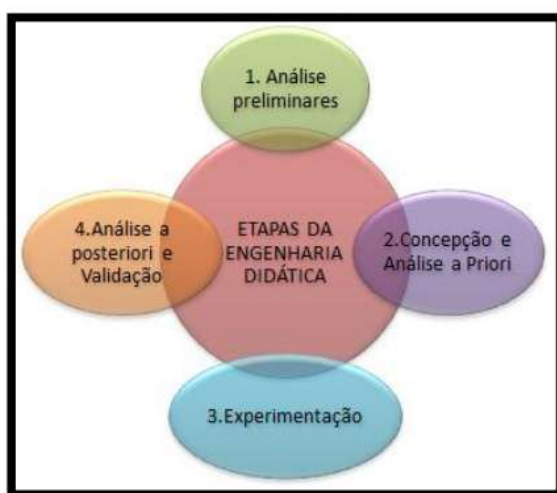 1. Análise
preliminares
ETAPAS DA
ENGENHARIA
DIDÁTICA
2.Concepção e
Análise a Priori
3.Experimentação
4.Análise a
posteriori e
Validação